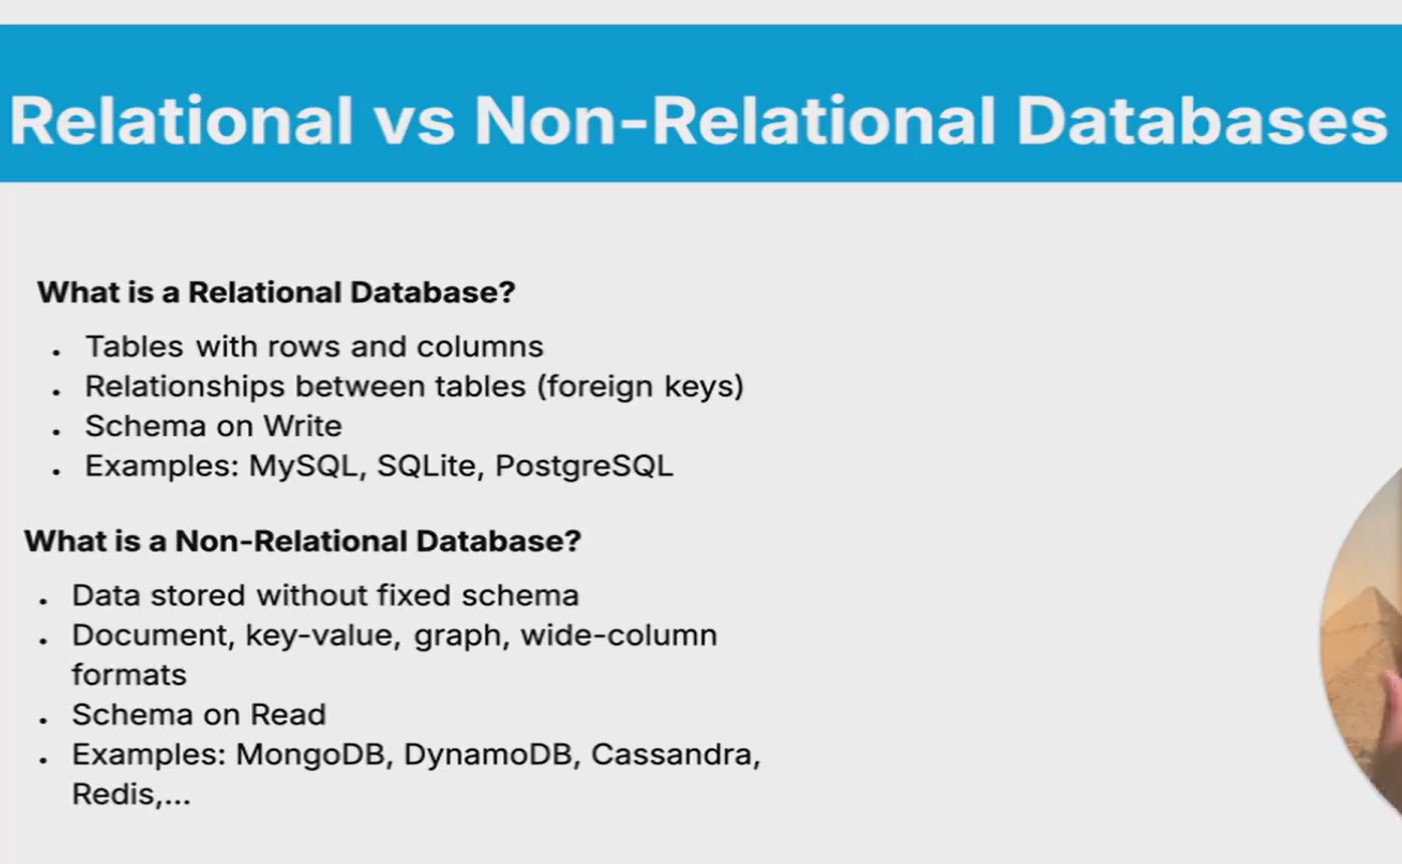 Relational vs Non-Relational Databases
What is a Relational Database?
• Tables with rows and columns
• Relationships between tables (foreign keys)
• Schema on Write
• Examples: MySQL, SQLite, PostgreSQL
What is a Non-Relational Database?
• Data stored without fixed schema
• Document, key-value, graph, wide-column
formats
• Schema on Read
• Examples: MongoDB, DynamoDB, Cassandra,
Redis,...